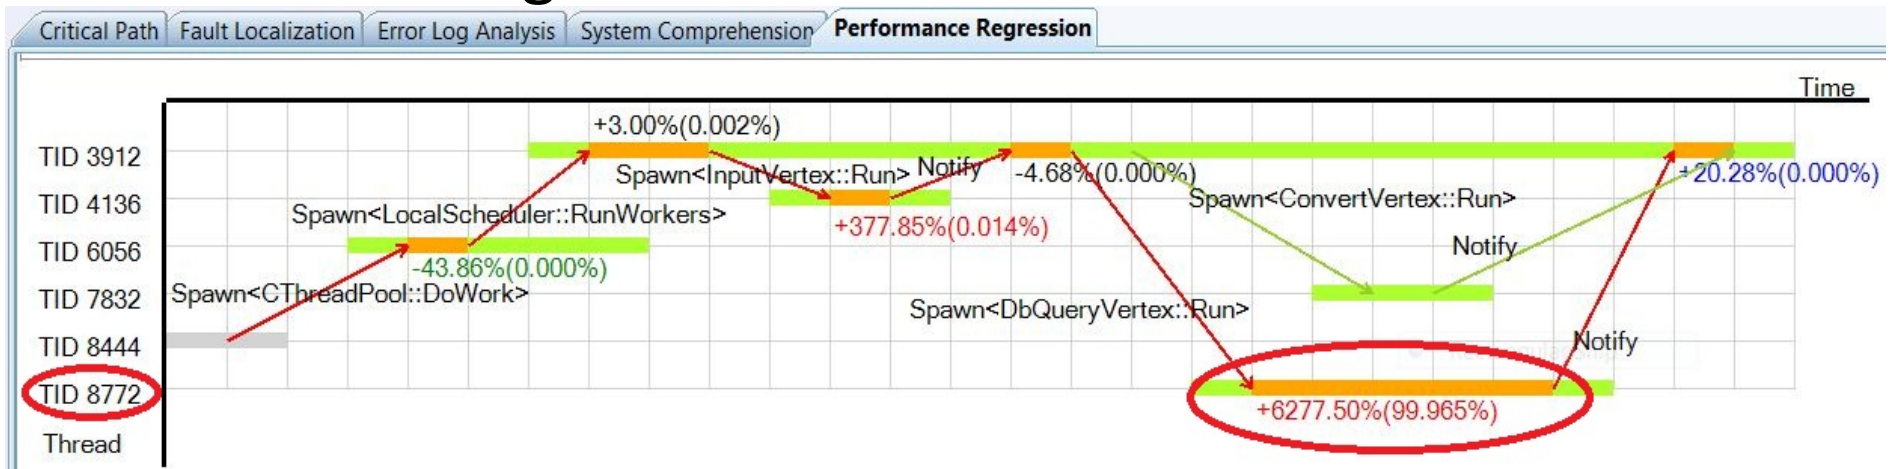 Critical Path Fault Localization Error Log Analysis System Comprehension Performance Regression
Time
+3.00%(0.002%)
TID 3912
Spawn<InputVertex::Run> Notify -4.68%(0.000%) +20.28%(0.000%)
TID 4136
Spawn<LocalScheduler::RunWorkers> +377.85%(0.014%) Spawn<ConvertVertex::Run>
TID 6056
-43.86%(0.000%) Notify
TID 7832 Spawn<CThreadPool::DoWork> Spawn<DbQueryVertex::Run>
TID 8444 Notify
TID 8772
+6277.50%(99.965%)
Thread